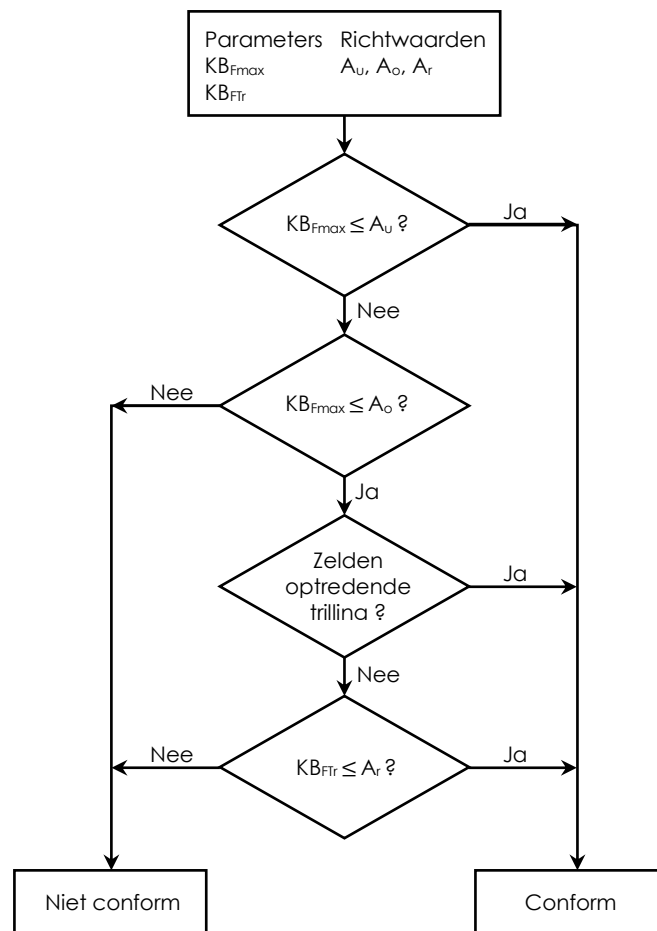 Parameters Richtwaarden
KBFmax Au, Ao, Ar
KBFTr
KBFmax ≤ Au ?
Ja
Nee
Nee
KBFmax ≤ Ao ?
Ja
Zelden
optredende
trillina ?
Ja
Nee
Nee
KBFTr ≤ Ar ?
Ja
Niet conform
Conform